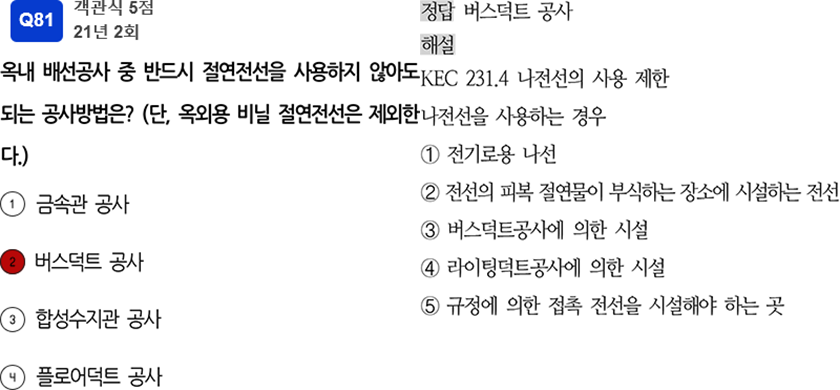 Q81
객관식 5점
21년 2회
옥내 배선공사 중 반드시 절연전선을 사용하지 않아도
되는 공사방법은? (단, 옥외용 비닐 절연전선은 제외한
다.)
① 금속관 공사
② 버스덕트 공사
③ 합성수지관 공사
④ 플로어덕트 공사
정답 버스덕트 공사
해설
KEC 231.4 나전선의 사용 제한
나전선을 사용하는 경우
① 전기로용 나선
② 전선의 피복 절연물이 부식하는 장소에 시설하는 전선
③ 버스덕트공사에 의한 시설
④ 라이팅덕트공사에 의한 시설
⑤ 규정에 의한 접촉 전선을 시설해야 하는 곳